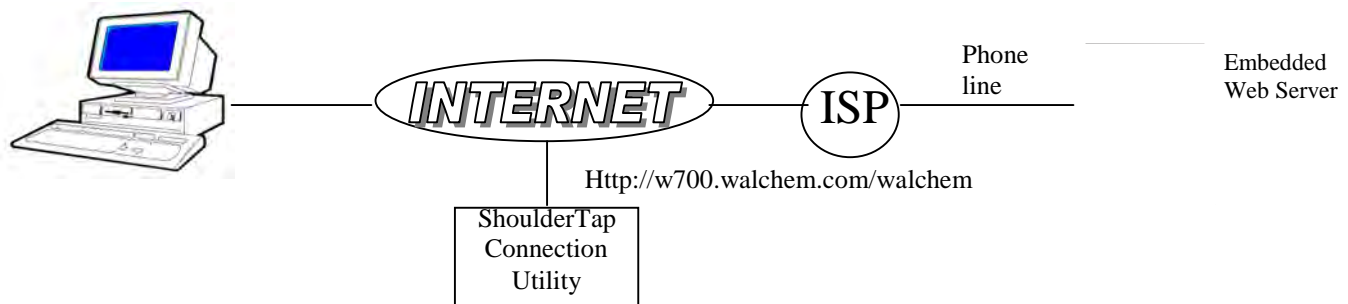 Phone
line
Embedded
Web Server
INTERNET
ISP
Http://w700.walchem.com/walchem
ShoulderTap
Connection
Utility